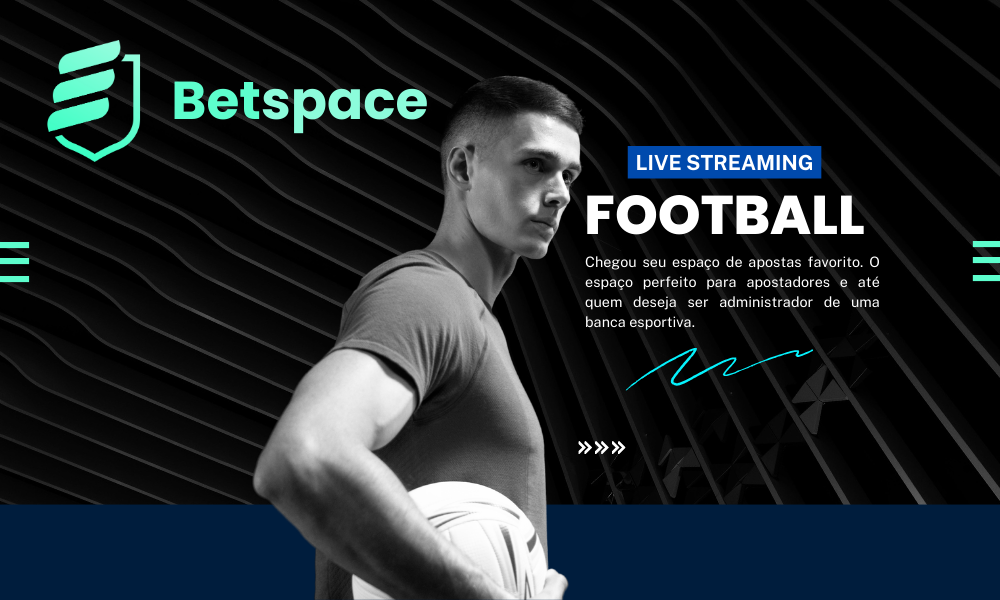 Betspace
LIVE STREAMING
FOOTBALL
Chegou seu espaço de apostas favorito. O
espaço perfeito para apostadores e até
quem deseja ser administrador de uma
banca esportiva.
»»»